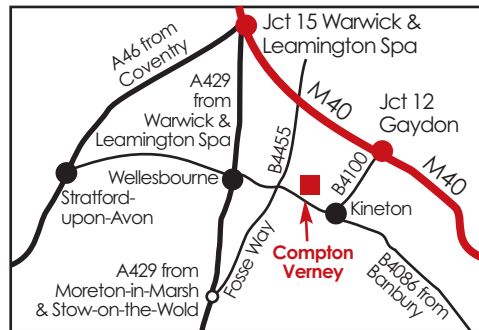 Jct 15 Warwick &
Leamington Spa
A46 from
Coventry
A429
from
Warwick &
Leamington Spa
M40
Jct 12
Gaydon
B4455
B4100
M40
Wellesbourne
Stratford-
upon-Avon
Kineton
Compton
Verney
Fosse Way
A429 from
Moreton-in-Marsh
& Stow-on-the-Wold
B4086 from
Banbury